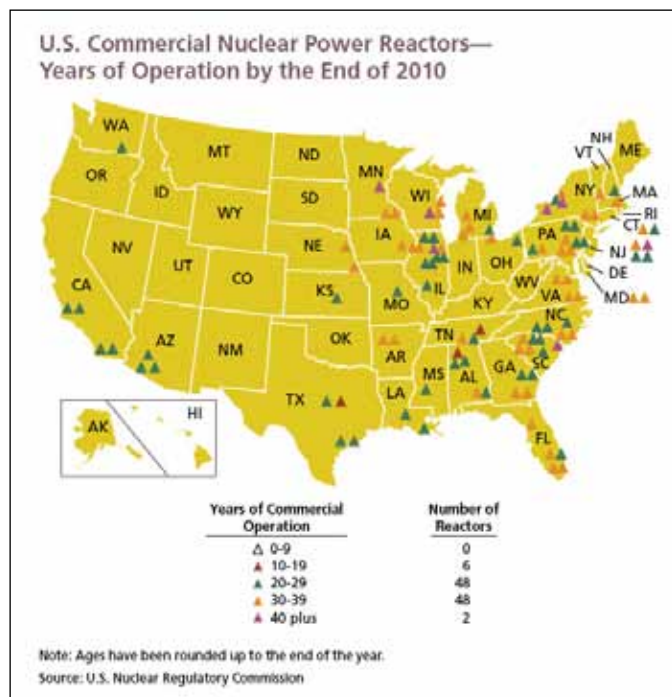 U.S. Commercial Nuclear Power Reactors—
Years of Operation by the End of 2010
WA
MT
ND
MN
OR
ID
SD
WI
WY
MI
NH
VT
ME
NY
MA
RI
CT
PA
NJ
DE
MD
NV
UT
CO
NE
IA
IL
IN
OH
WV
VA
CA
KS
MO
KY
NC
AZ
NM
OK
AR
TN
SC
TX
LA
MS
AL
GA
FL
AK
HI
Years of Commercial Operation
Number of Reactors
0-9 0
10-19 6
20-29 48
30-39 48
40 plus 2
Note: Ages have been rounded up to the end of the year.
Source: U.S. Nuclear Regulatory Commission